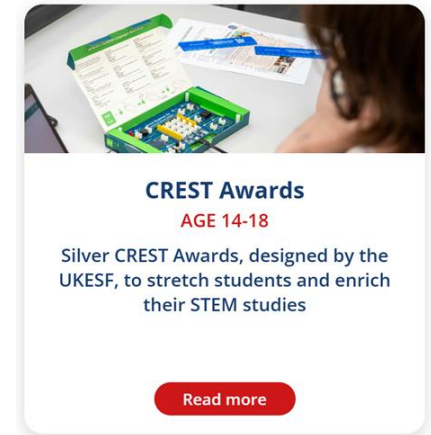 CREST Awards
AGE 14-18
Silver CREST Awards, designed by the
UKESF, to stretch students and enrich
their STEM studies
Read more